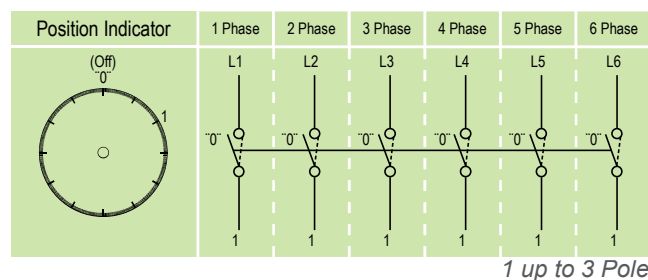 Position Indicator 1 Phase 2 Phase 3 Phase 4 Phase 5 Phase 6 Phase
(Off) L1 L2 L3 L4 L5 L6
"0"
1
"0" "0" "0" "0" "0" "0"
1 1 1 1 1 1
1 up to 3 Pole